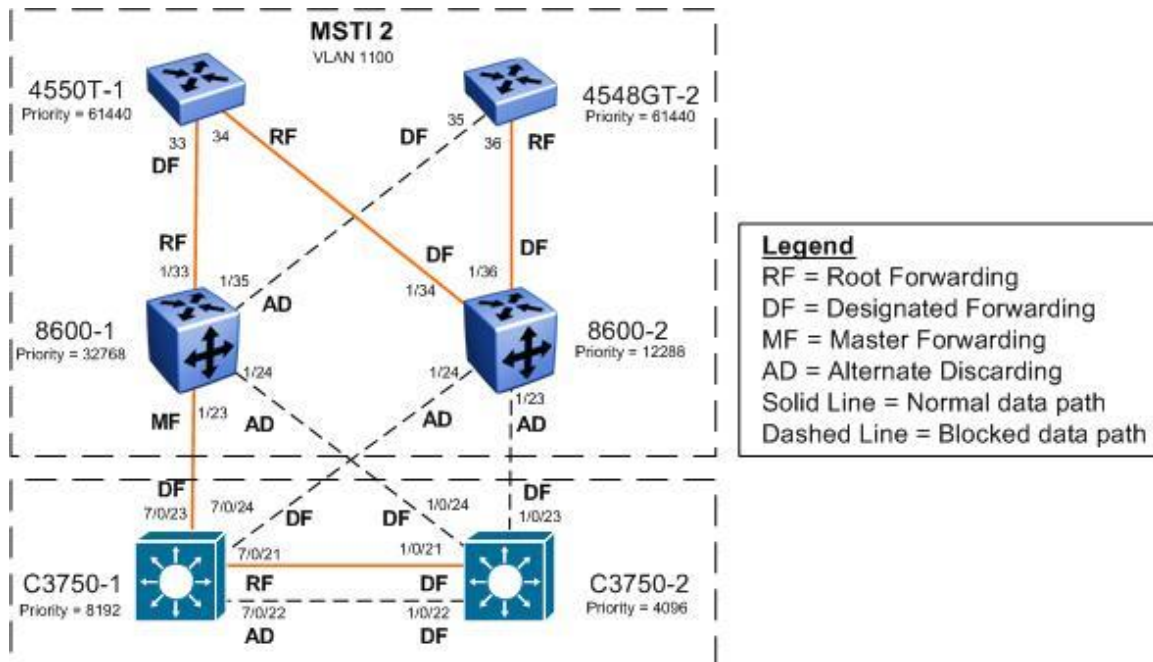 MSTI 2
VLAN 1100
4550T-1
Priority = 61440
4548GT-2
Priority = 61440
33
34
RF
DF
35
36
RF
DF
RF
DF
DF
1/33
1/35
AD
1/34
1/36
8600-1
Priority = 32768
8600-2
Priority = 12288
1/24
1/23
MF
AD
1/24
AD
1/23
AD
DF
7/0/23
7/0/24
DF
DF
1/0/24
DF
1/0/23
C3750-1
Priority = 8192
7/0/21
RF
1/0/21
DF
7/0/22
AD
1/0/22
DF
C3750-2
Priority = 4096
Legend
RF = Root Forwarding
DF = Designated Forwarding
MF = Master Forwarding
AD = Alternate Discarding
Solid Line = Normal data path
Dashed Line = Blocked data path